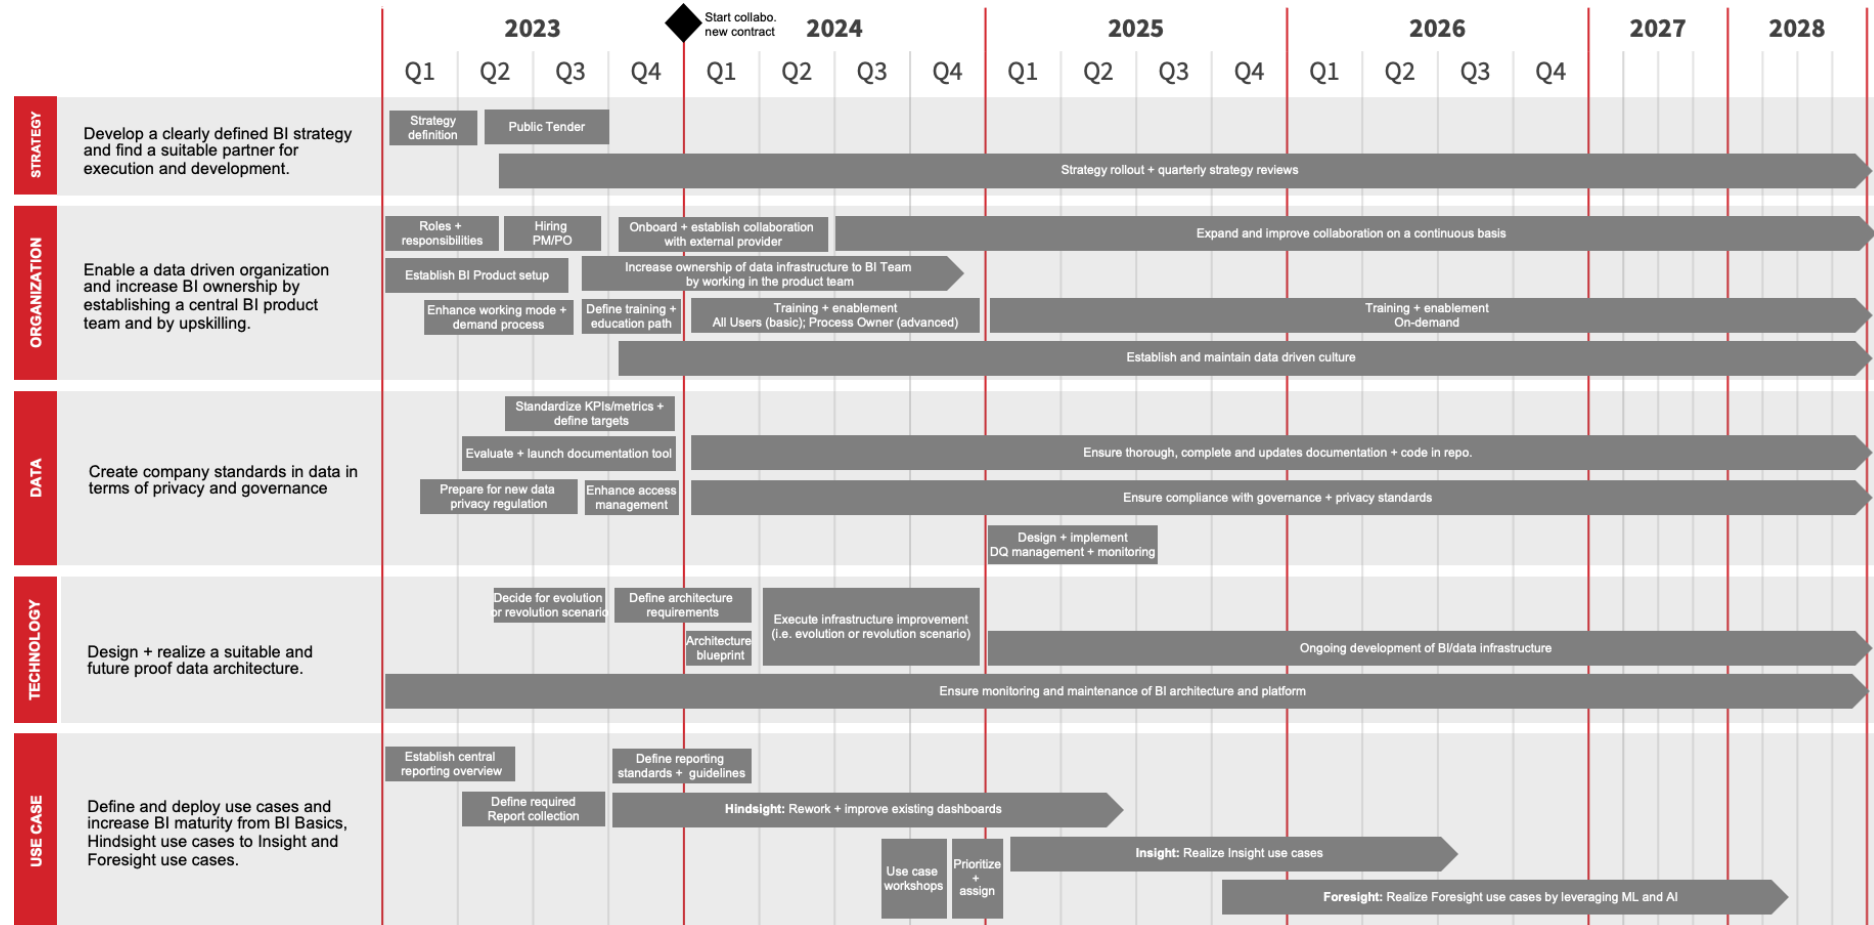 Start collabo.
new contract
2023
2024
2025
2026
2027
2028
Q1
Q2
Q3
Q4
Q1
Q2
Q3
Q4
Q1
Q2
Q3
Q4
Q1
Q2
Q3
Q4
STRATEGY
Develop a clearly defined BI strategy
and find a suitable partner for
execution and development.
Strategy
definition
Public Tender
Strategy rollout + quarterly strategy reviews
ORGANIZATION
Enable a data driven organization
and increase BI ownership by
establishing a central BI product
team and by upskilling.
Roles +
responsibilities
Hiring
PM/PO
Onboard + establish collaboration
with external provider
Expand and improve collaboration on a continuous basis
Establish BI Product setup
Increase ownership of data infrastructure to BI Team
by working in the product team
Enhance working mode +
demand process
Define training +
education path
Training + enablement
All Users (basic); Process Owner (advanced)
Training + enablement
On-demand
Establish and maintain data driven culture
DATA
Create company standards in data in
terms of privacy and governance
Standardize KPIs/metrics +
define targets
Evaluate + launch documentation tool
Ensure thorough, complete and updates documentation + code in repo.
Prepare for new data
privacy regulation
Enhance access
management
Ensure compliance with governance + privacy standards
Design + implement
DQ management + monitoring
TECHNOLOGY
Design + realize a suitable and
future proof data architecture.
Decide for evolution
or revolution scenario
Define architecture
requirements
Architecture
blueprint
Execute infrastructure improvement
(i.e. evolution or revolution scenario)
Ongoing development of BI/data infrastructure
Ensure monitoring and maintenance of BI architecture and platform
USE CASE
Define and deploy use cases and
increase BI maturity from BI Basics,
Hindsight use cases to Insight and
Foresight use cases.
Establish central
reporting overview
Define reporting
standards + guidelines
Define required
Report collection
Hindsight: Rework + improve existing dashboards
Use case
workshops
Prioritize
+
assign
Insight: Realize Insight use cases
Foresight: Realize Foresight use cases by leveraging ML and AI